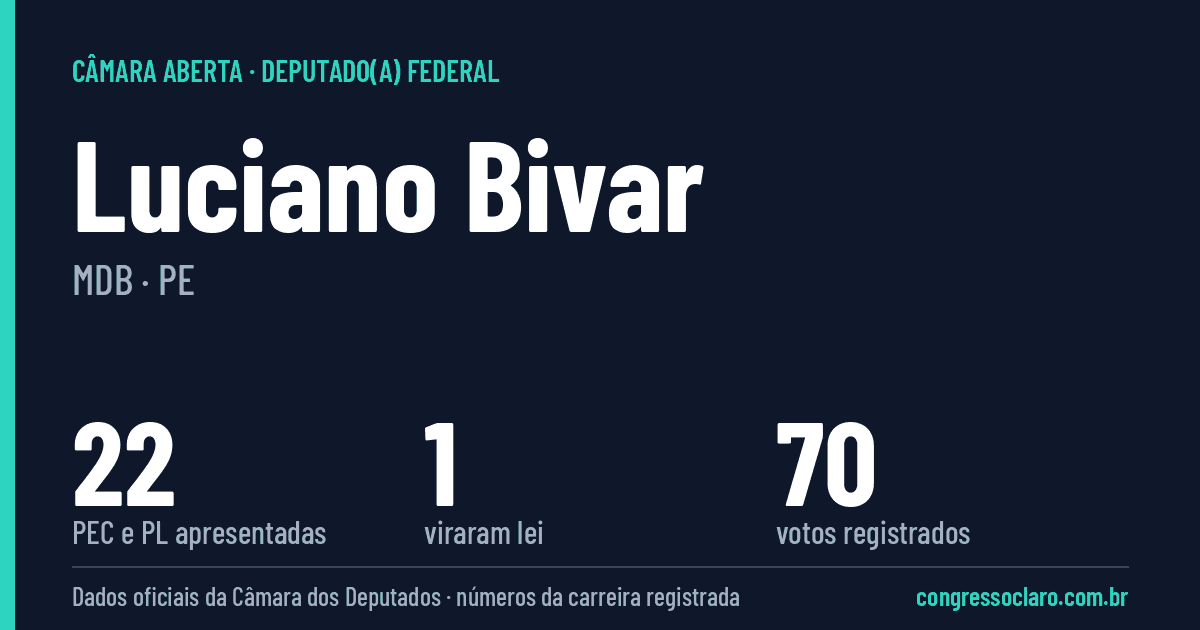 CÂMARA ABERTA · DEPUTADO(A) FEDERAL
Luciano Bivar
MDB · PE
22 1 70
PEC e PL apresentadas viraram lei votos registrados
Dados oficiais da Câmara dos Deputados · números da carreira registrada congressoclaro.com.br